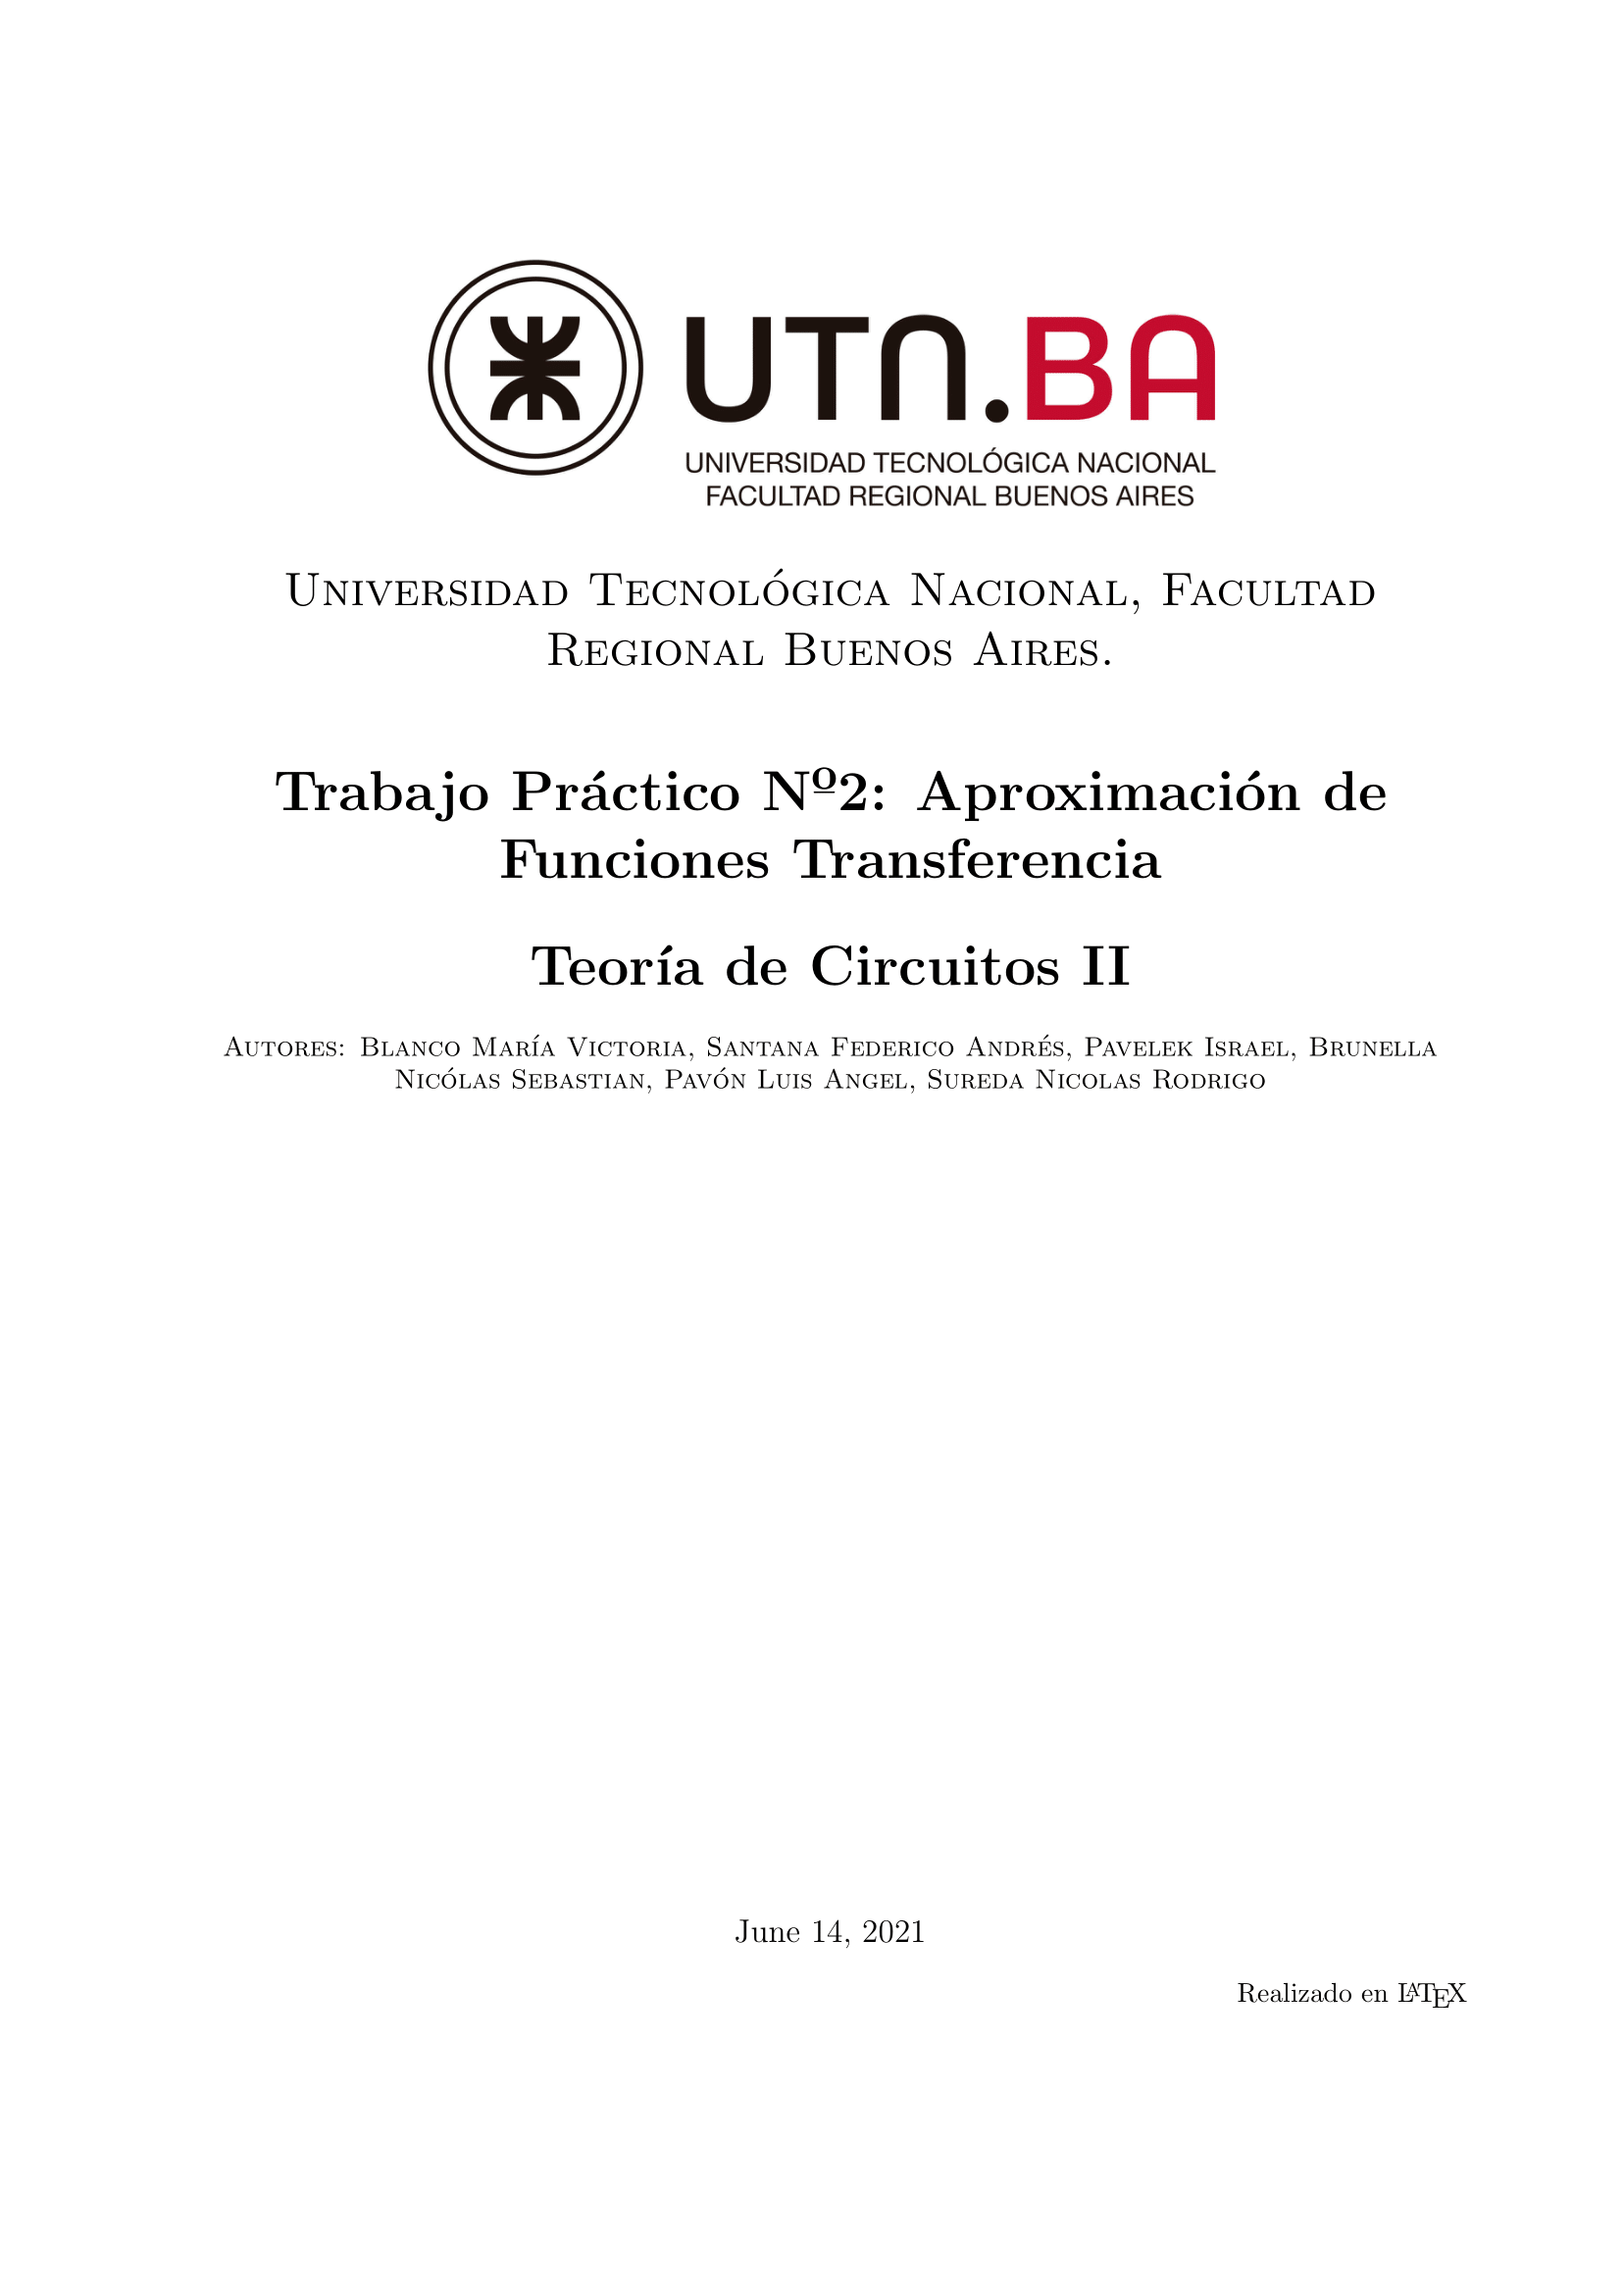 UTN.BA
UNIVERSIDAD TECNOLÓGICA NACIONAL
FACULTAD REGIONAL BUENOS AIRES
Universidad Tecnológica Nacional, Facultad
Regional Buenos Aires.
Trabajo Práctico Nº2: Aproximación de
Funciones Transferencia
Teoría de Circuitos II
Autores: Blanco María Victoria, Santana Federico Andrés, Pavelek Israel, Brunella
Nicólas Sebastian, Pavón Luis Angel, Sureda Nicolas Rodrigo
June 14, 2021
Realizado en LATEX